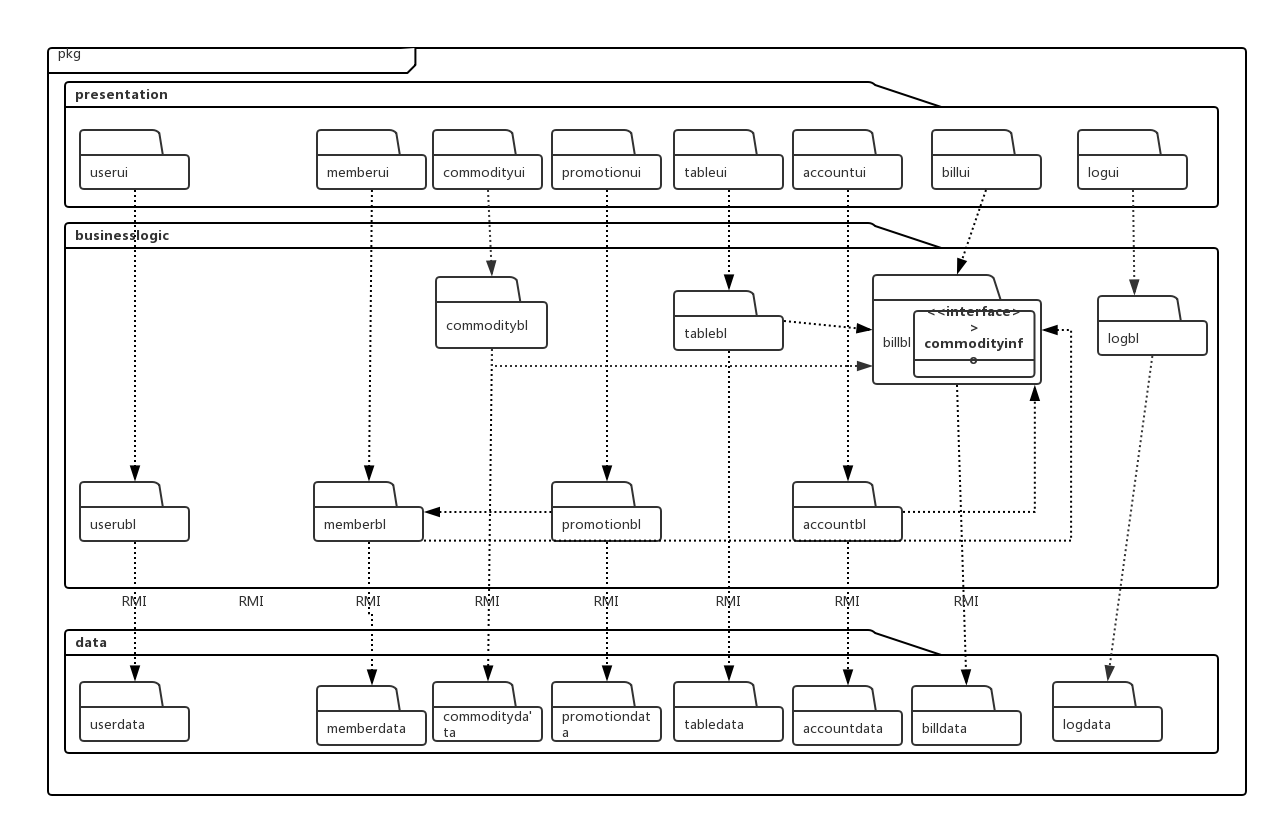 pkg
presentation
userui
memberui
commodityui
promotionui
tableui
accountui
billui
logui
businesslogic
commoditybl
tablebl
billbl
<<interface>
>
commodityinf
o
logbl
userubl
memberbl
promotionbl
accountbl
RMI
RMI
RMI
RMI
RMI
RMI
RMI
RMI
data
userdata
memberdata
commodityda'
ta
promotiondat
a
tabledata
accountdata
billdata
logdata